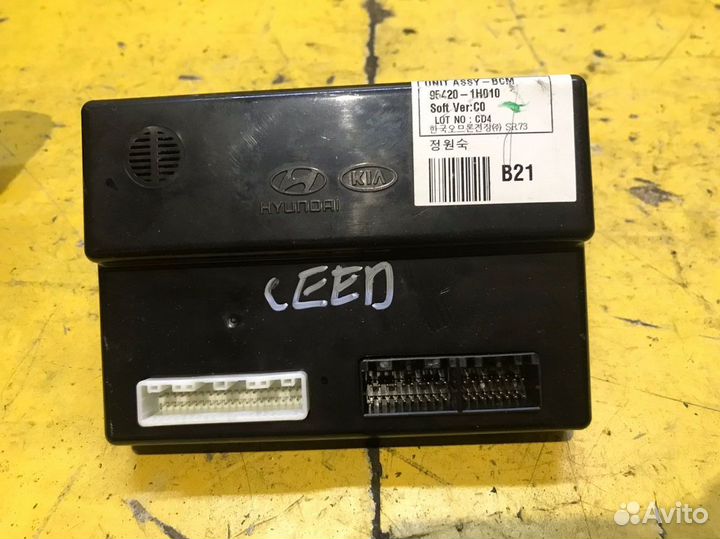 UNIT ASSY-BCM
95420-1H010
Soft Ver:C0
LOT NO : CD4
한국오므론전장㈜ S.R.73
정원숙
B21
HYUNDAI
KIA
CEED
Avito